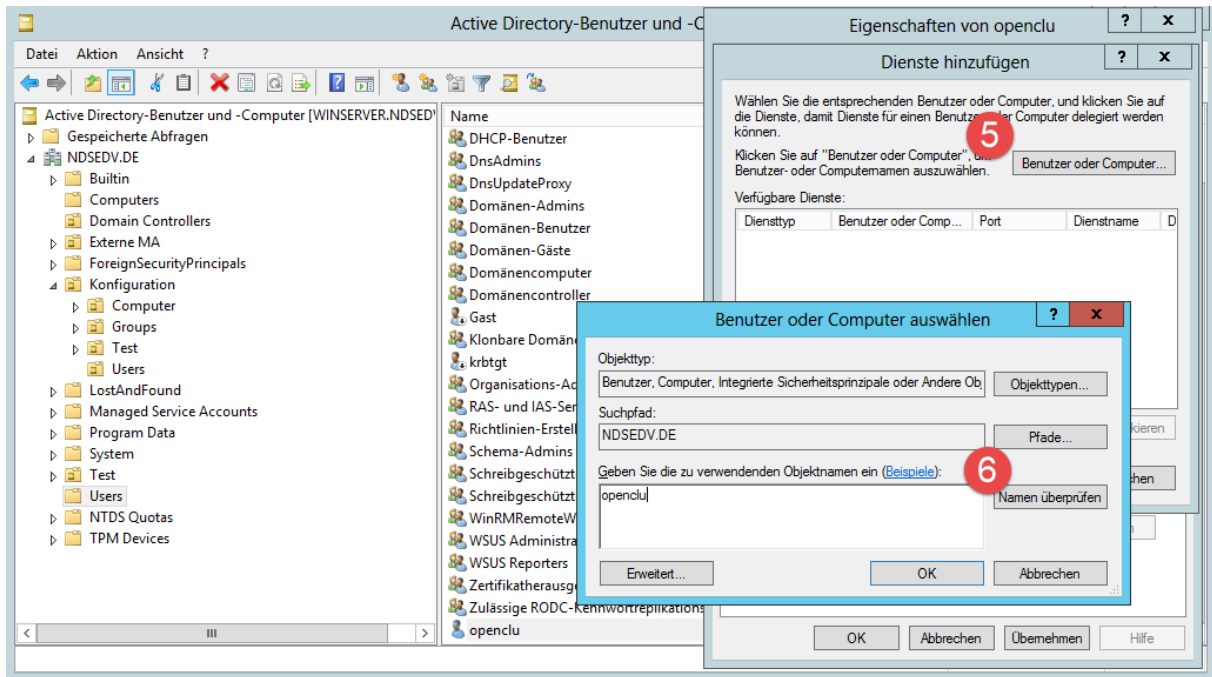 Active Directory-Benutzer und -C
Datei Aktion Ansicht ?
Active Directory-Benutzer und -Computer [WINSERVER.NDSEDV
Gespeicherte Abfragen
NDSEDV.DE
Builtin
Computers
Domain Controllers
Externe MA
ForeignSecurityPrincipals
Konfiguration
Computer
Groups
Test
Users
LostAndFound
Managed Service Accounts
Program Data
System
Test
Users
NTDS Quotas
TPM Devices
Name
DHCP-Benutzer
DnsAdmins
DnsUpdateProxy
Domänen-Admins
Domänen-Benutzer
Domänen-Gäste
Domänencomputer
Domänencontroller
Gast
Klonbare Domän
krbtgt
Organisations-Ad
RAS- und IAS-Ser
Richtlinien-Erstell
Schema-Admins
Schreibgeschützt
Schreibgeschützt
WinRMRemoteW
WSUS Administra
WSUS Reporters
Zertifikatherausg
Zulässige RODC-Kennwortreplikations
openclu
Eigenschaften von openclu ? x
Dienste hinzufügen ? x
Wählen Sie die entsprechenden Benutzer oder Computer, und klicken Sie auf
die Dienste, damit Dienste für einen Benutz er Computer delegiert werden
können.
5
Klicken Sie auf "Benutzer oder Computer", u
Benutzer- oder Computernamen auszuwählen.
Benutzer oder Computer...
Verfügbare Dienste:
Diensttyp Benutzer oder Comp... Port Dienstname D
Benutzer oder Computer auswählen ? x
Objekttyp:
Benutzer, Computer, Integrierte Sicherheitsprinzipale oder Andere Obj Objekttypen...
Suchpfad:
NDSEDV.DE Pfade...
Geben Sie die zu verwendenden Objektnamen ein (Beispiele):
6
openclu Namen überprüfen
Erweitert... OK Abbrechen
kieren
hen
OK Abbrechen Übernehmen Hilfe